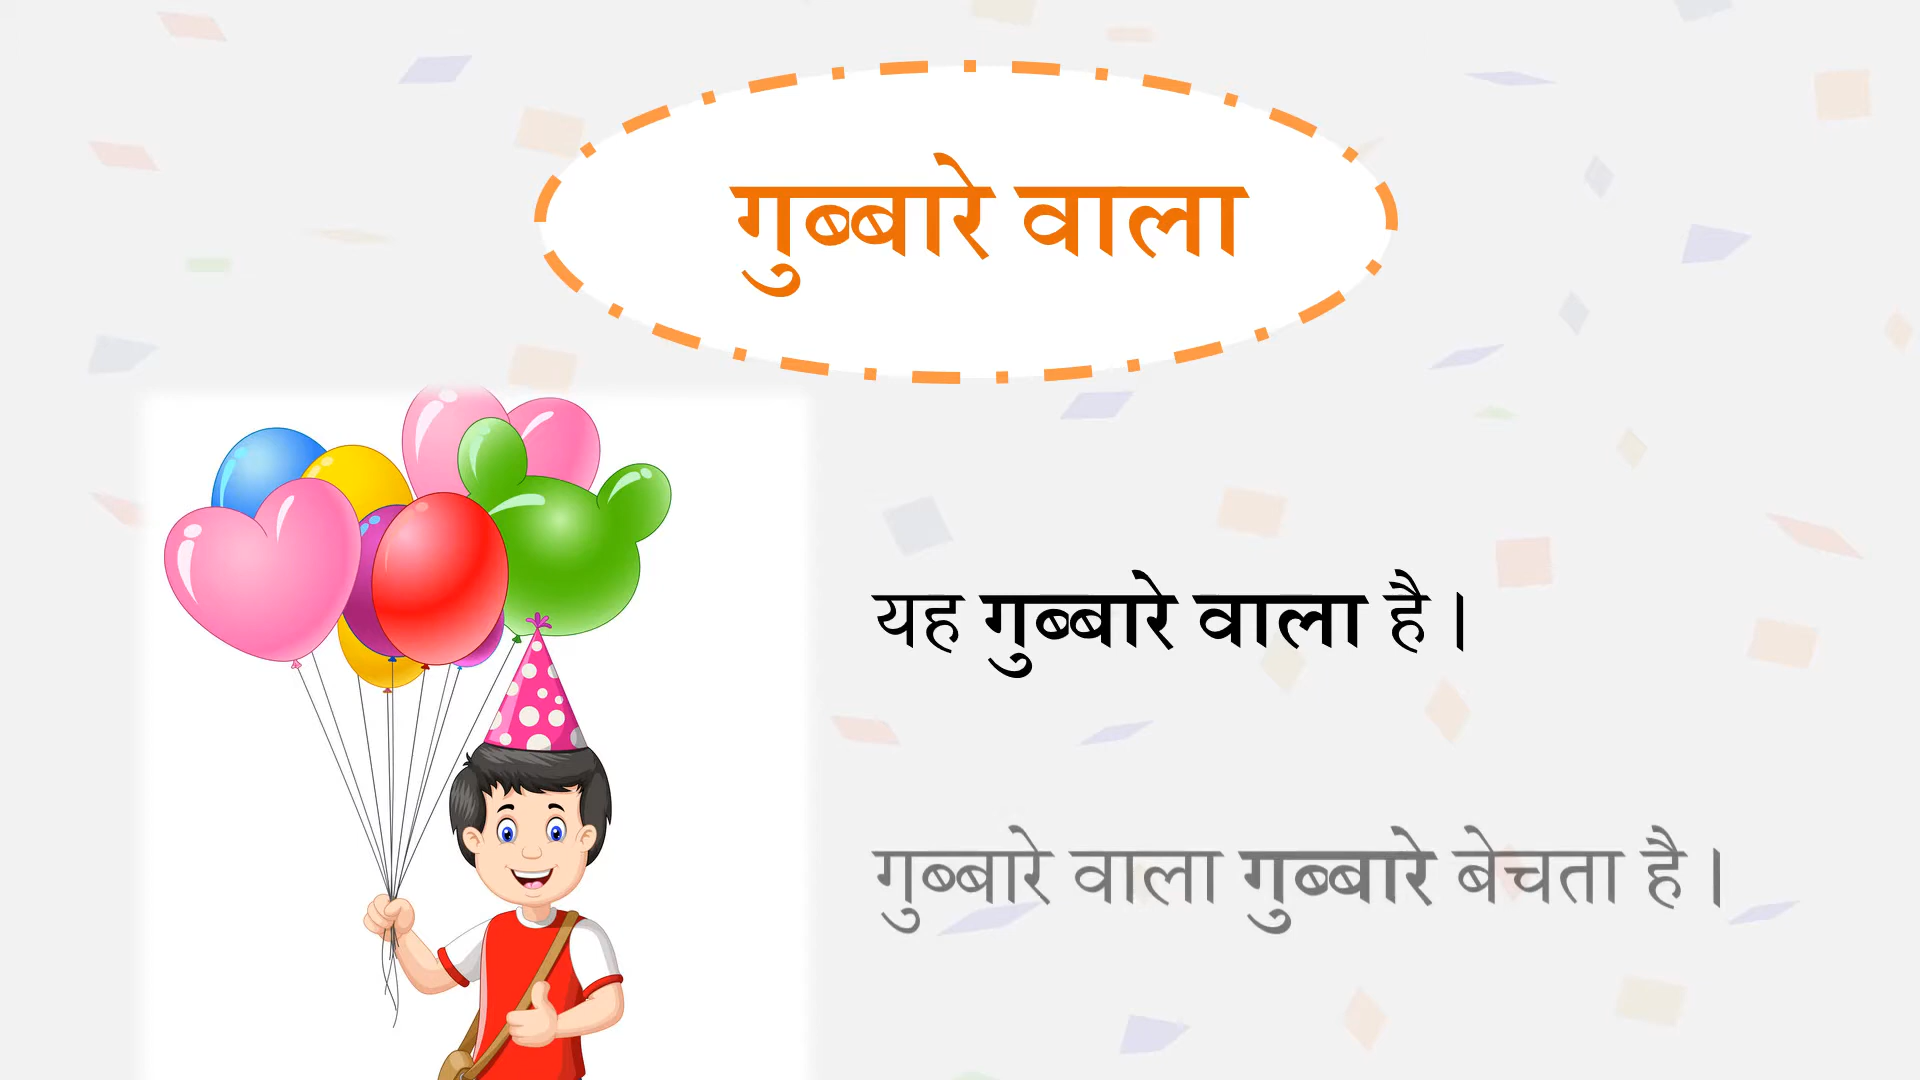 गुब्बारे वाला
यह गुब्बारे वाला है।
गुब्बारे वाला गुब्बारे बेचता है।